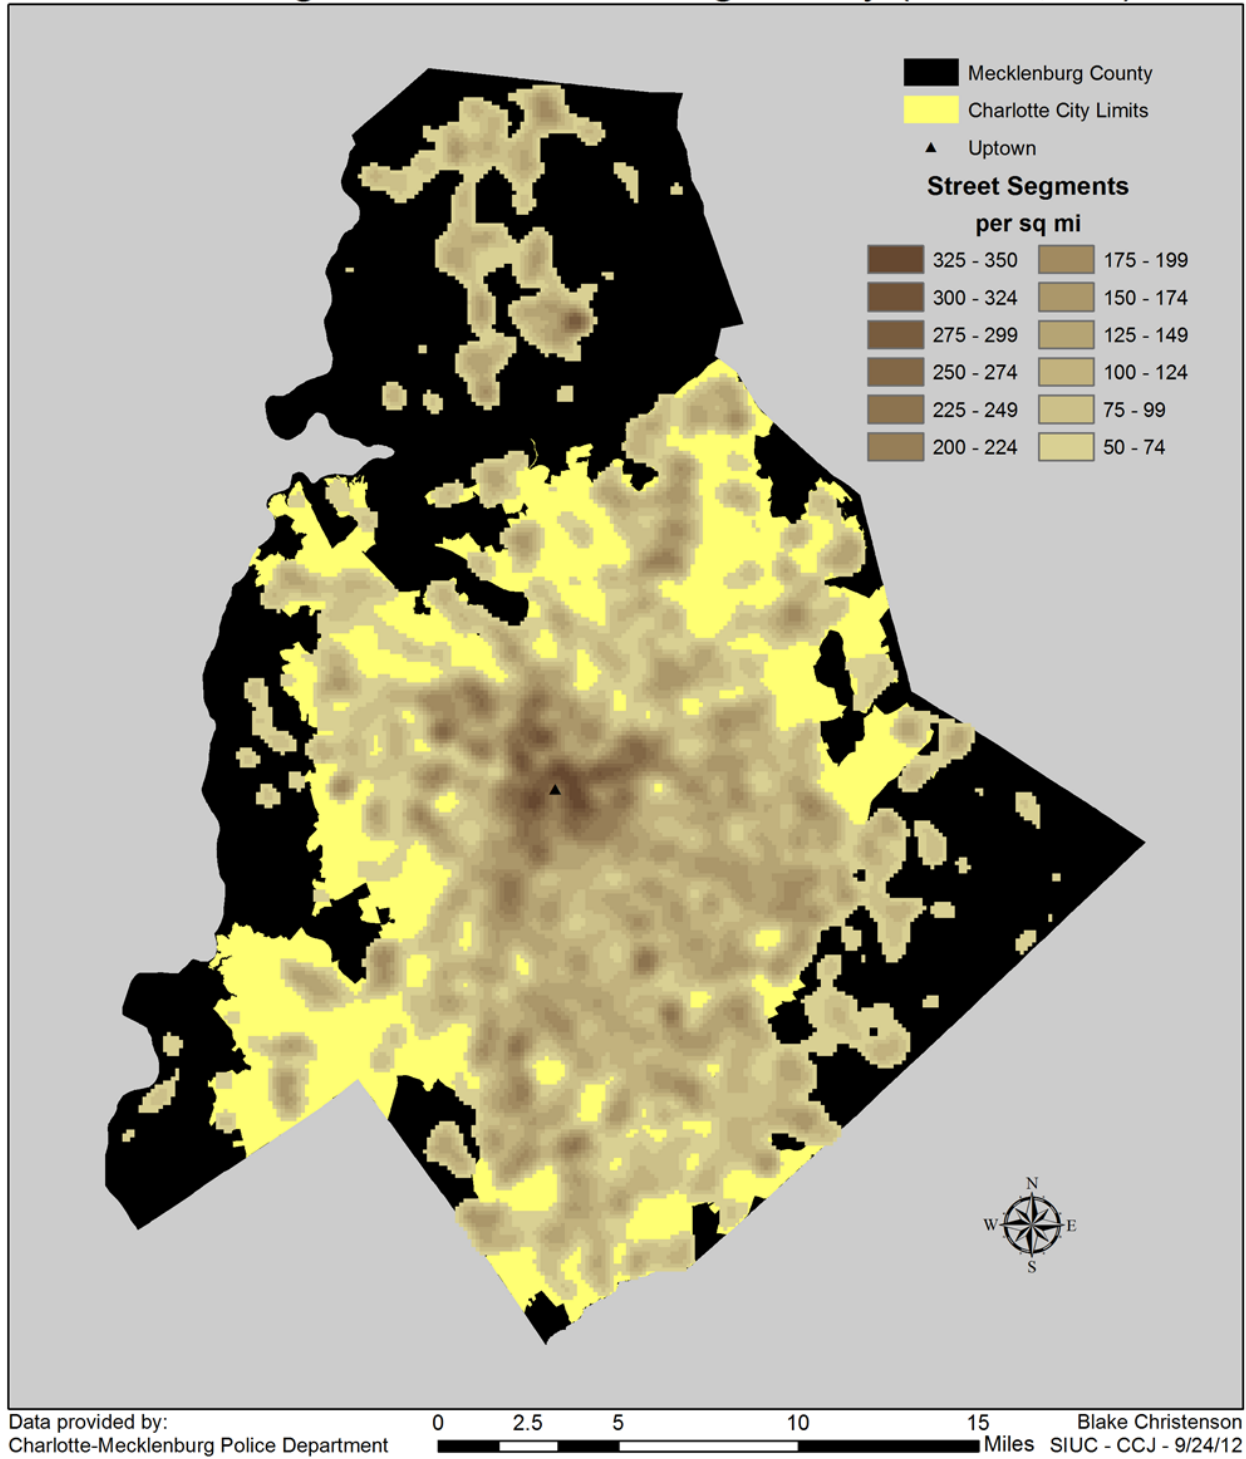 Mecklenburg County
Charlotte City Limits
Uptown
Street Segments
per sq mi
325 - 350
175 - 199
300 - 324
150 - 174
275 - 299
125 - 149
250 - 274
100 - 124
225 - 249
75 - 99
200 - 224
50 - 74
N
W
E
S
Data provided by:
Charlotte-Mecklenburg Police Department
0 2.5 5 10 15
Miles
Blake Christenson
SIUC - CCJ - 9/24/12